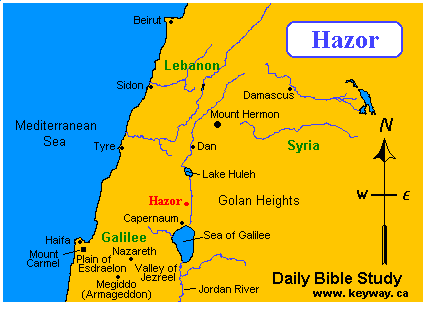 Hazor
Beirut
Lebanon
Sidon
Damascus
Mount Hermon
N
Mediterranean
Sea
Tyre
Dan
Syria
Lake Huleh
W
E
Hazor
Golan Heights
Capernaum
Haifa
Galilee
Sea of Galilee
Mount
Carmel
Nazareth
Plain of
Esdraelon
Valley of
Jezreel
Megiddo
(Armageddon)
Jordan River
Daily Bible Study
www.keyway.ca